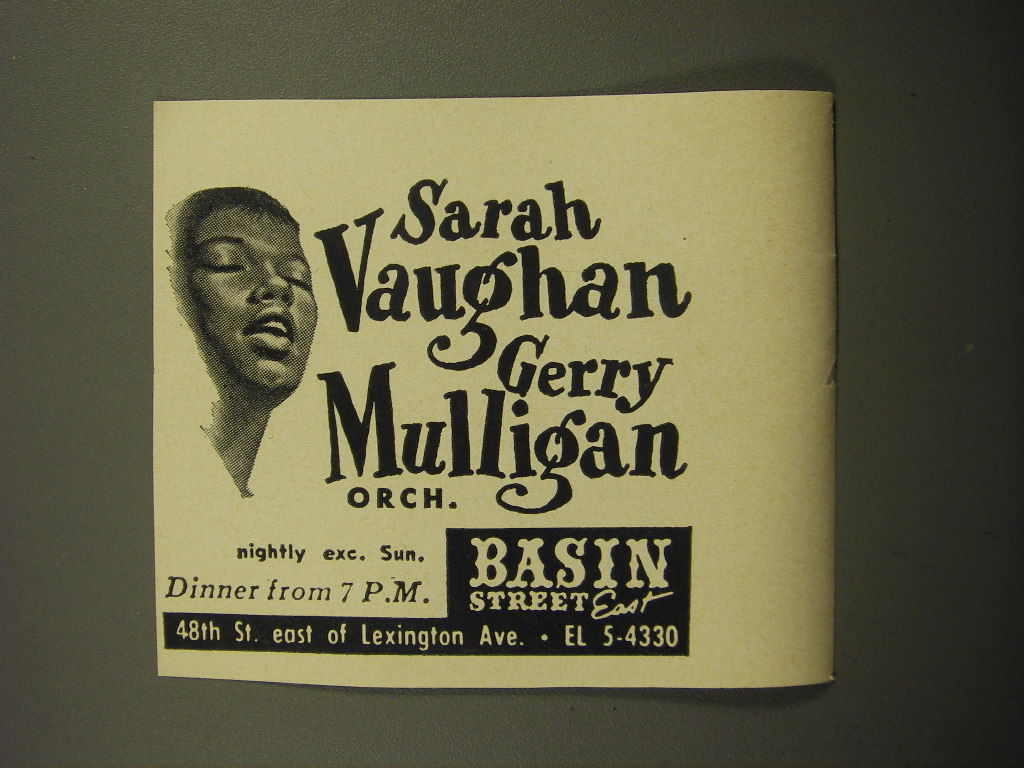 Sarah
Vaughan
Gerry
Mulligan
ORCH.
nightly exc. Sun.
Dinner from 7 P.M.
BASIN
STREET East
48th St. east of Lexington Ave. • EL 5-4330